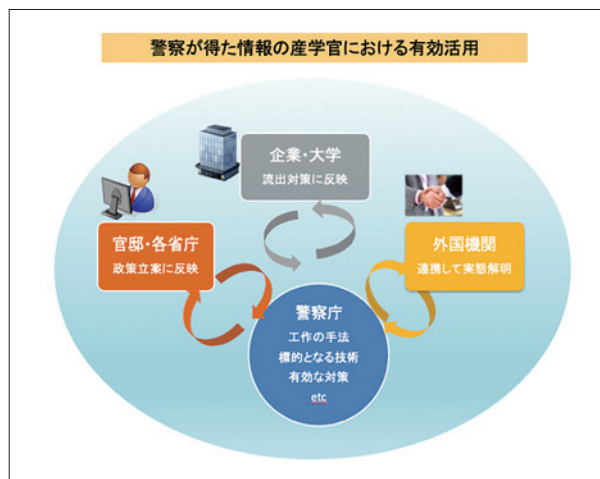 警察が得た情報の産学官における有効活用
企業・大学
流出対策に反映
官邸・各省庁
政策立案に反映
外国機関
連携して実態解明
警察庁
工作の手法
標的となる技術
有効な対策
etc